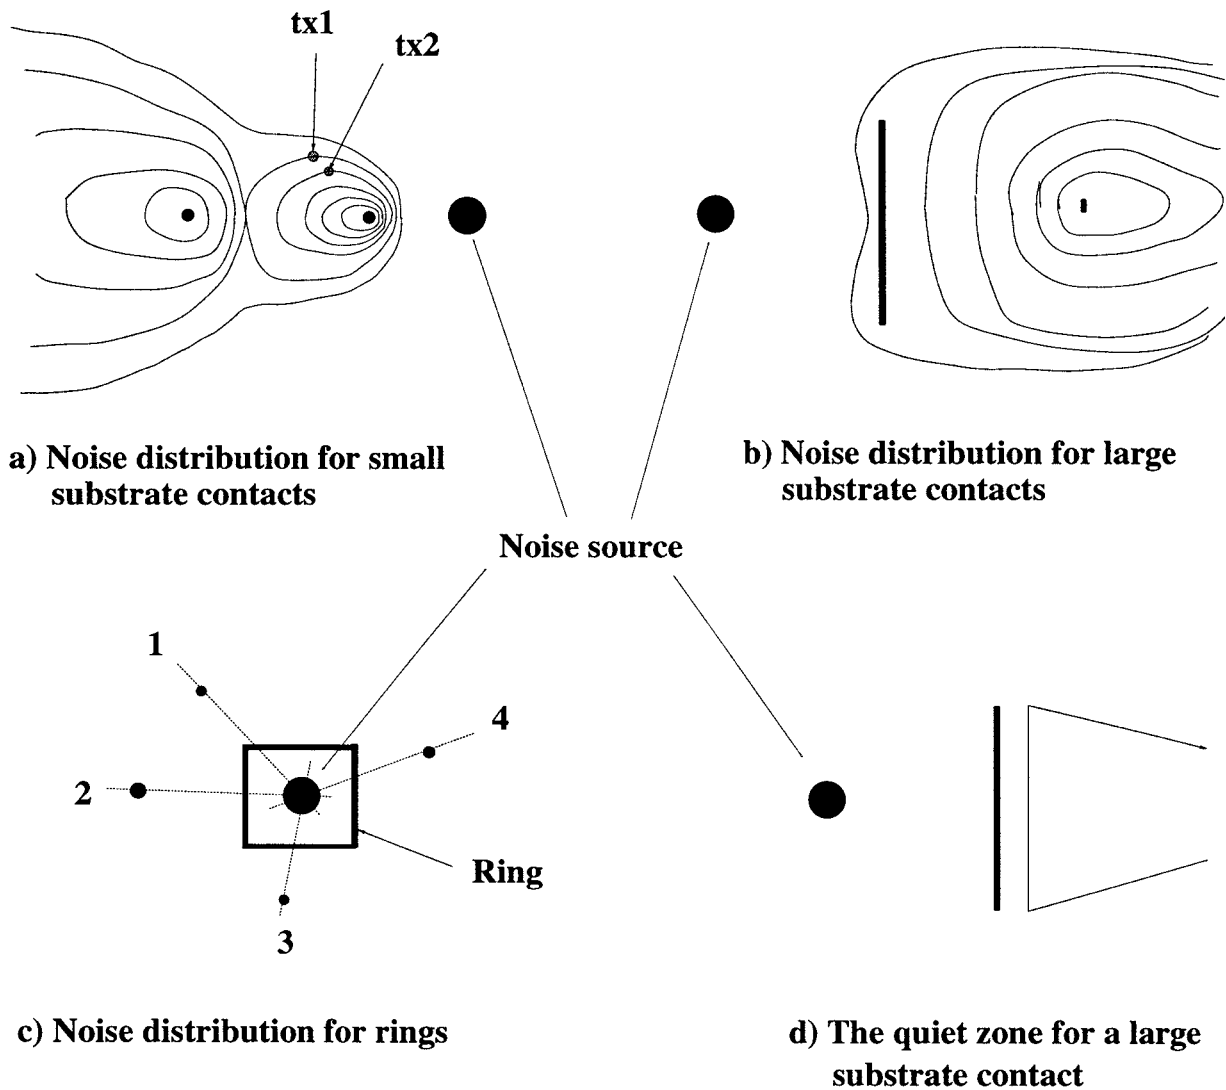 tx1
tx2
a) Noise distribution for small
substrate contacts
b) Noise distribution for large
substrate contacts
Noise source
1
2
3
4
Ring
c) Noise distribution for rings
d) The quiet zone for a large
substrate contact